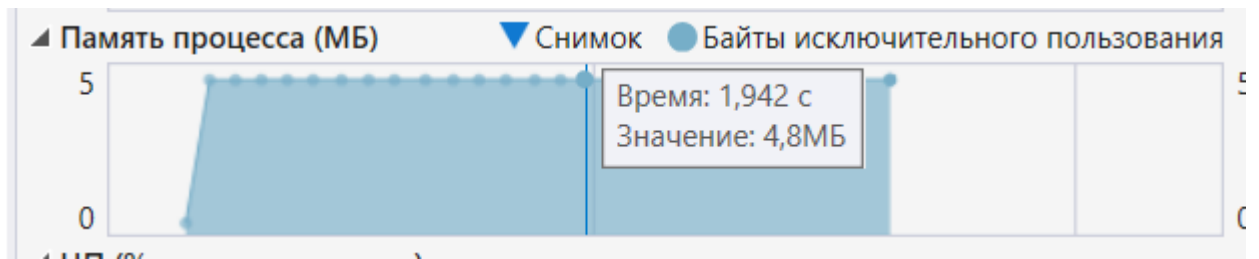 Память процесса (МБ) Снимок Байты исключительного пользования
5 5
Время: 1,942 с
Значение: 4,8МБ
0 0